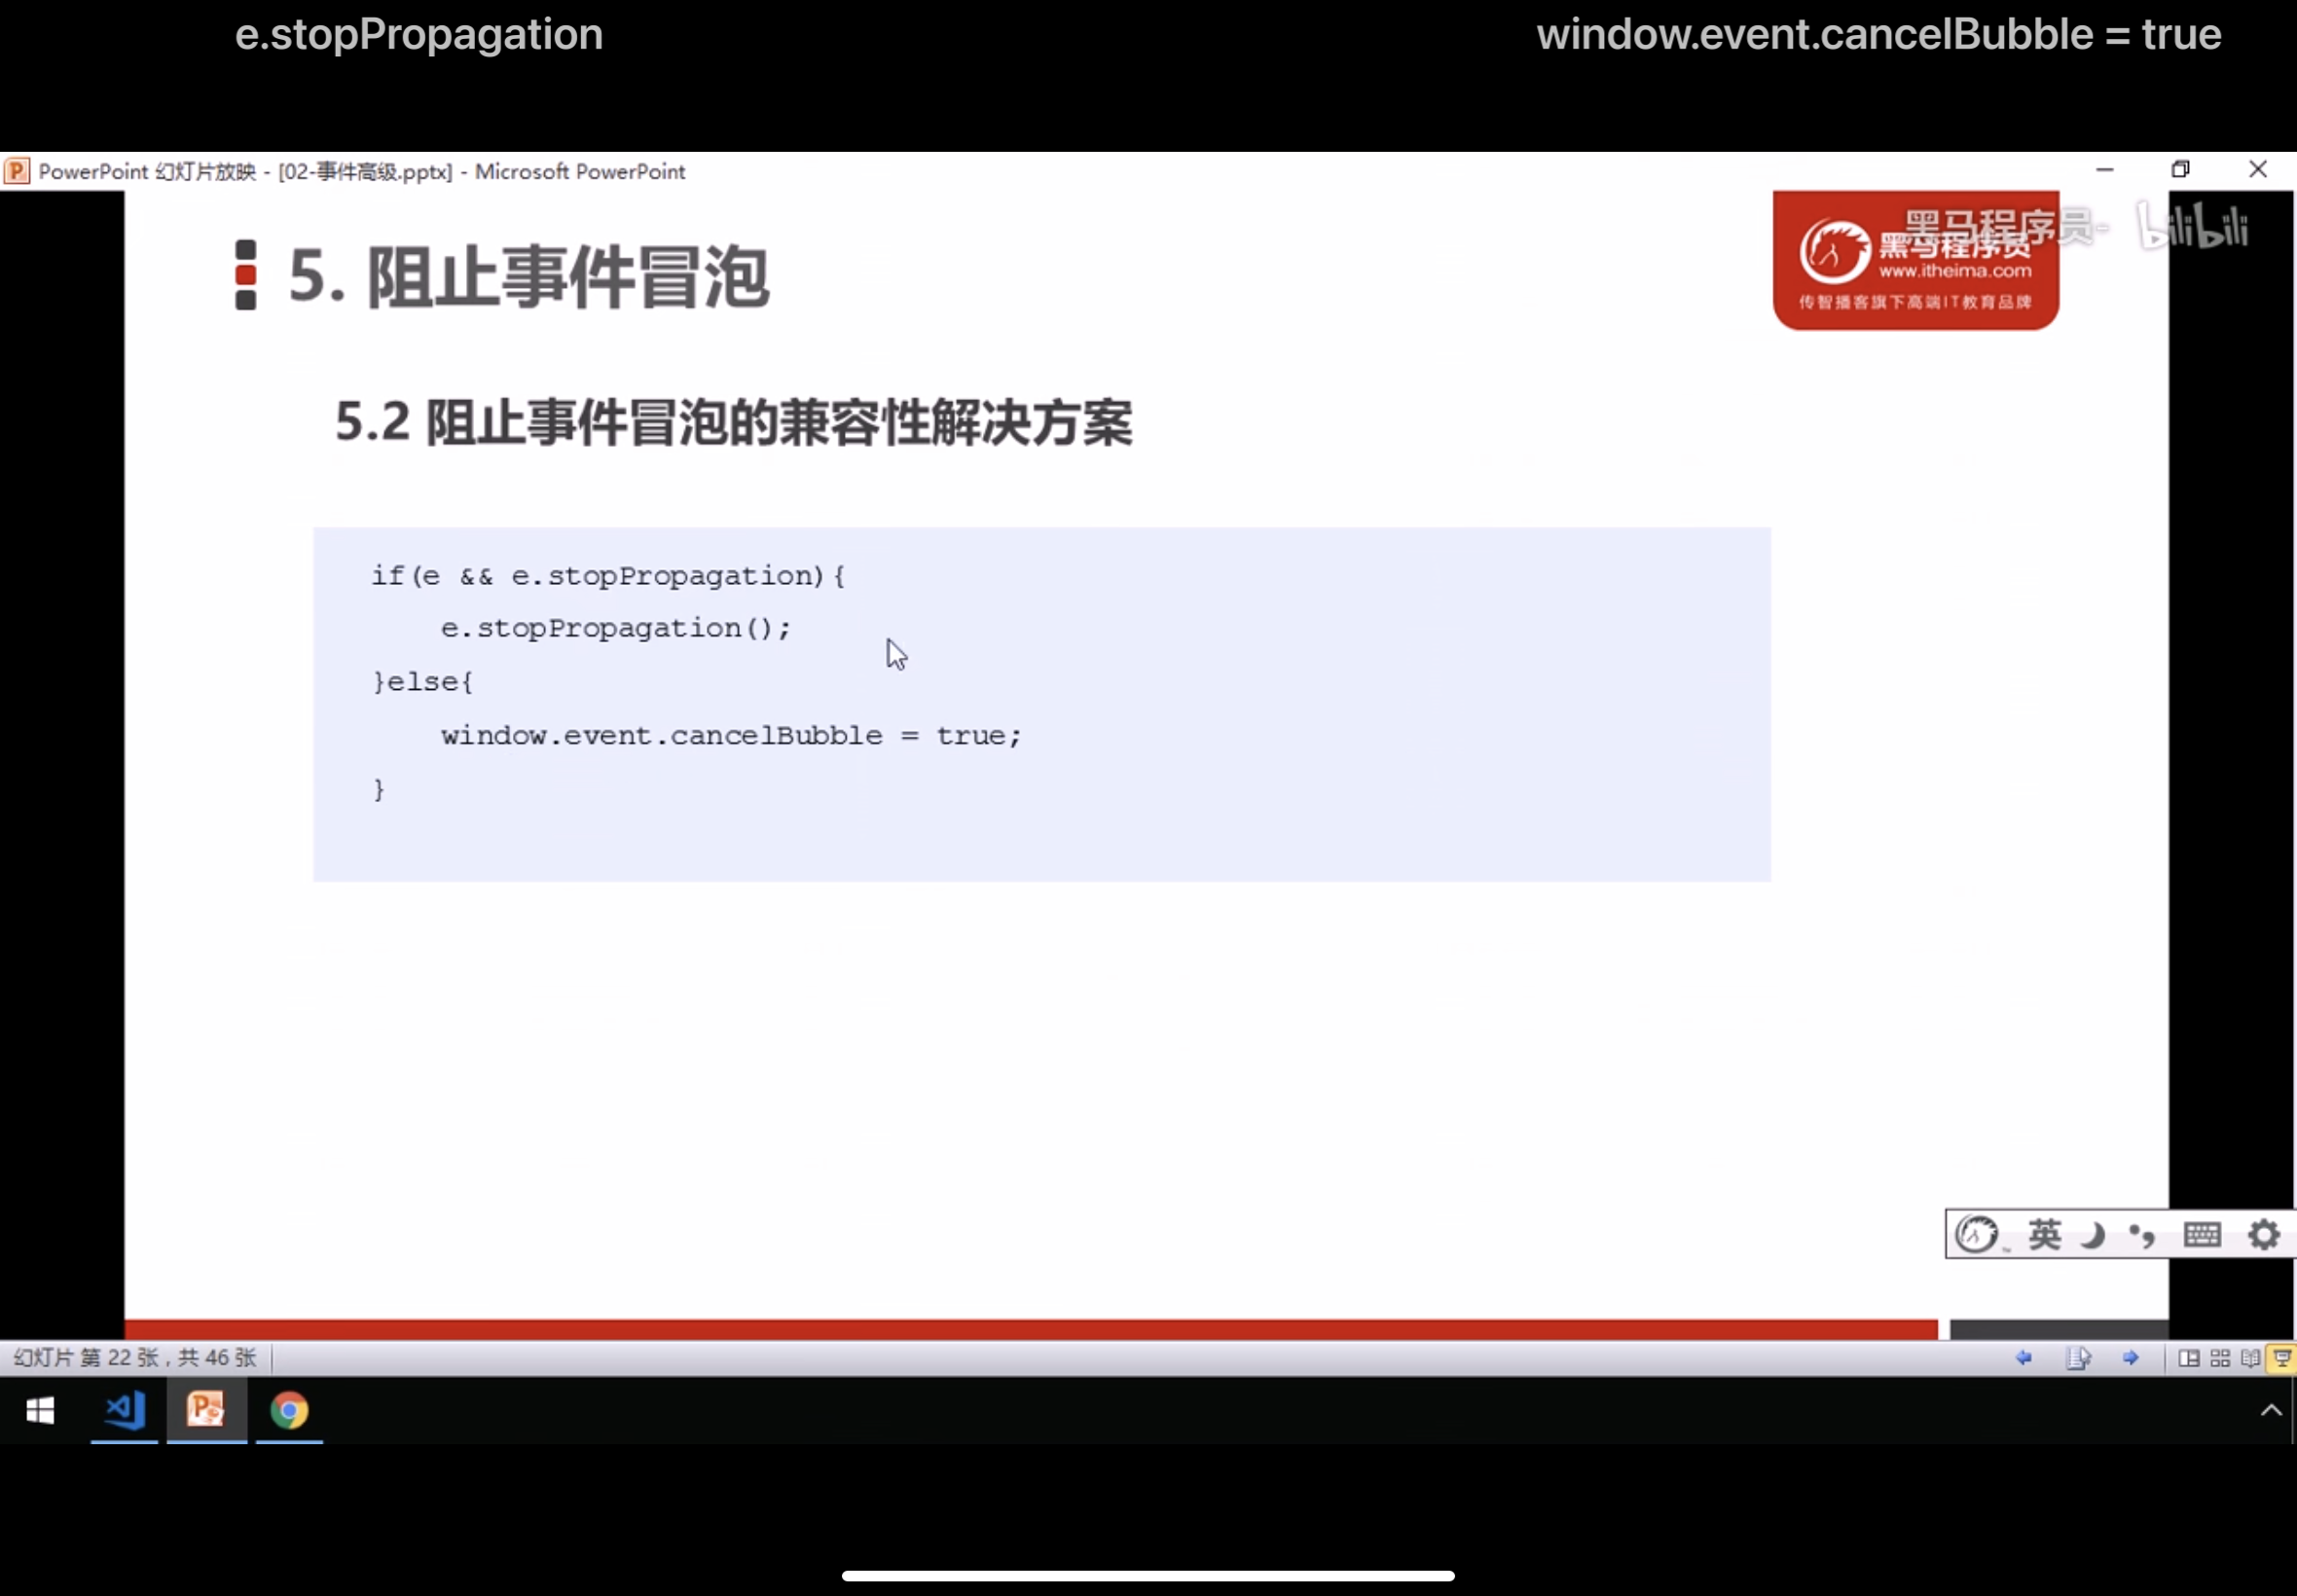 e.stopPropagation
window.event.cancelBubble = true
PowerPoint 幻灯片放映 - [02-事件高级.pptx] - Microsoft PowerPoint
5. 阻止事件冒泡
黑马程序员- bilibili
黑马程序员
www.itheima.com
传智播客旗下高端IT教育品牌
5.2 阻止事件冒泡的兼容性解决方案
if(e && e.stopPropagation){
e.stopPropagation();
}else{
window.event.cancelBubble = true;
}
英
幻灯片 第 22 张，共 46 张